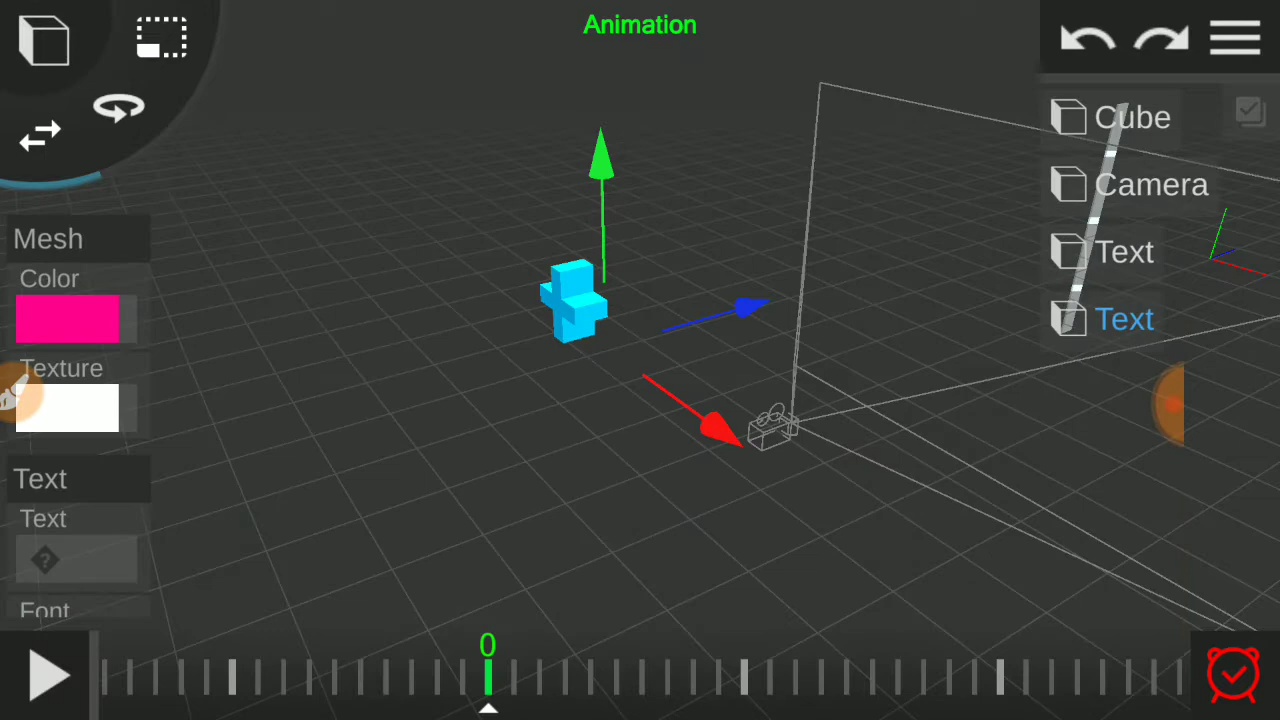 Animation
Cube
Camera
Text
Text
Mesh
Color
Texture
Text
Text
?
Font
0